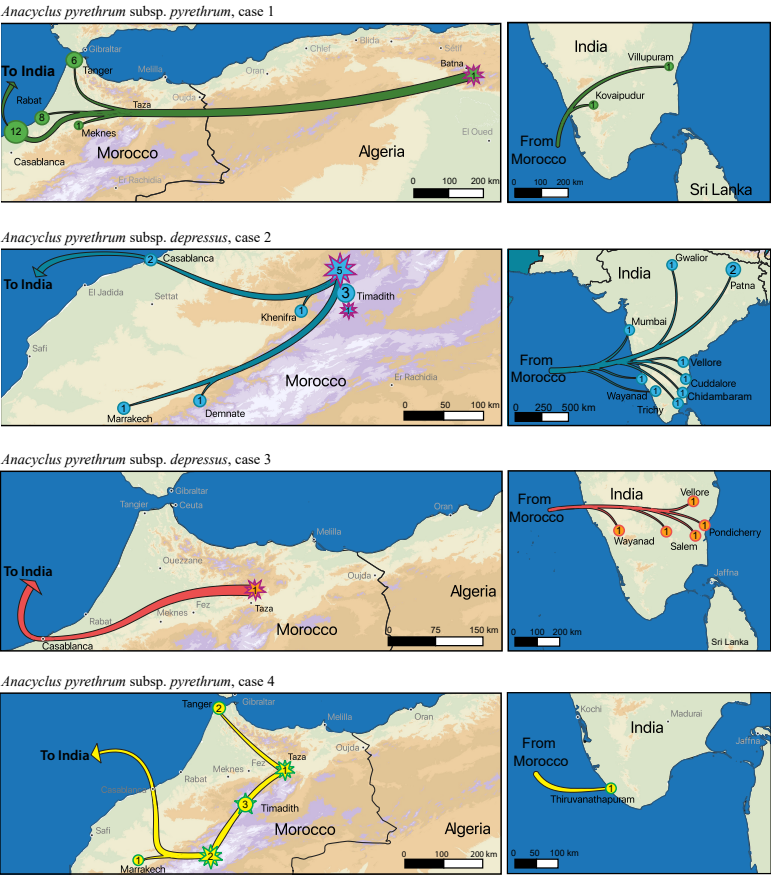 Anacyclus pyrethrum subsp. pyrethrum, case 1
Gibraltar
Chlef
Blida
Setif
6
Tanger
Melilla
Oran
Batna
1
To India
Oujda
Rabat
8
Taza
12
1
Meknes
El Oued
Casablanca
Morocco
Algeria
Er Rachidia
0 100 200 km
India
Villupuram
1
Kovaipudur
1
From
Morocco
0 100 200
Sri Lanka
Anacyclus pyrethrum subsp. depressus, case 2
2
Casablanca
5
To India
El Jadida
Settat
3
Timadith
1
Khenifra
1
Safi
Morocco
Er Rachidia
1
Marrakech
1
Demnate
0 50 100 km
Gwalior
1
India
2
Patna
Mumbai
1
From
Morocco
1
Vellore
1
1
Cuddalore
Wayanad
1
1
Chidambaram
Trichy
1
0 250 500 km
Anacyclus pyrethrum subsp. depressus, case 3
Gibraltar
Tangier
Ceuta
Oran
Melilla
Ouezzane
To India
Oujda
1
Taza
Fez
Meknes
Algeria
Rabat
Morocco
Casablanca
0 75 150 km
From
Morocco
India
Vellore
1
1
Wayanad
1
Salem
1
1
Pondicherry
Jaffna
0 100 200 km
Sri Lanka
Anacyclus pyrethrum subsp. pyrethrum, case 4
Tanger
2
Gibraltar
Oran
Melilla
To India
Oujda
Taza
1
Fez
Meknes
Rabat
Casablanca
3
Timadith
Safi
Morocco
Algeria
1
Marrakech
2
0 100 200 km
Kochi
Madurai
India
Jaffna
From
Morocco
1
Thiruvanathapuram
0 50 100 km